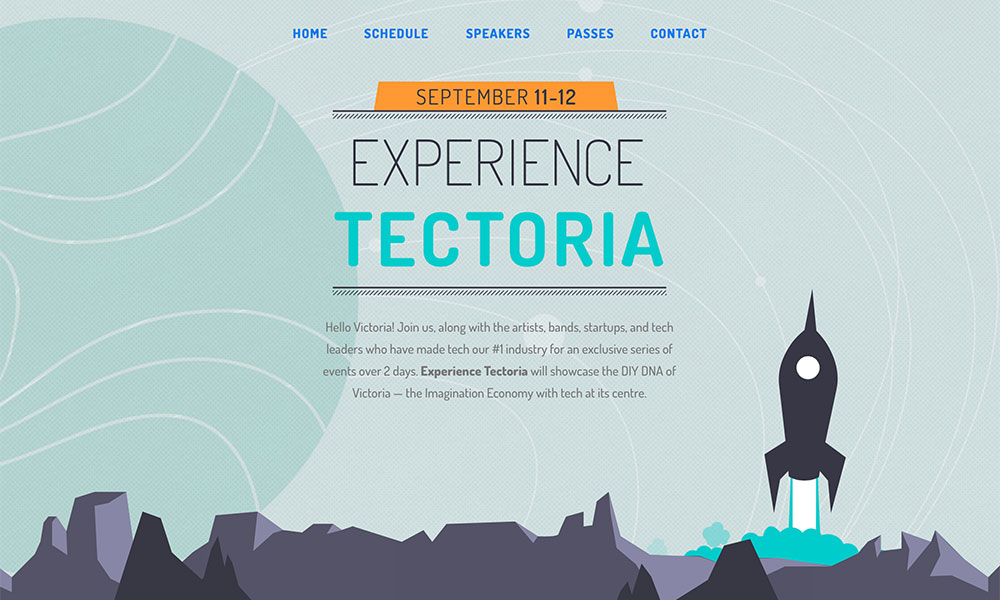 HOME SCHEDULE SPEAKERS PASSES CONTACT
SEPTEMBER 11-12
EXPERIENCE
TECTORIA
Hello Victoria! Join us, along with the artists, bands, startups, and tech
leaders who have made tech our #1 industry for an exclusive series of
events over 2 days. Experience Tectoria will showcase the DIY DNA of
Victoria — the Imagination Economy with tech at its centre.